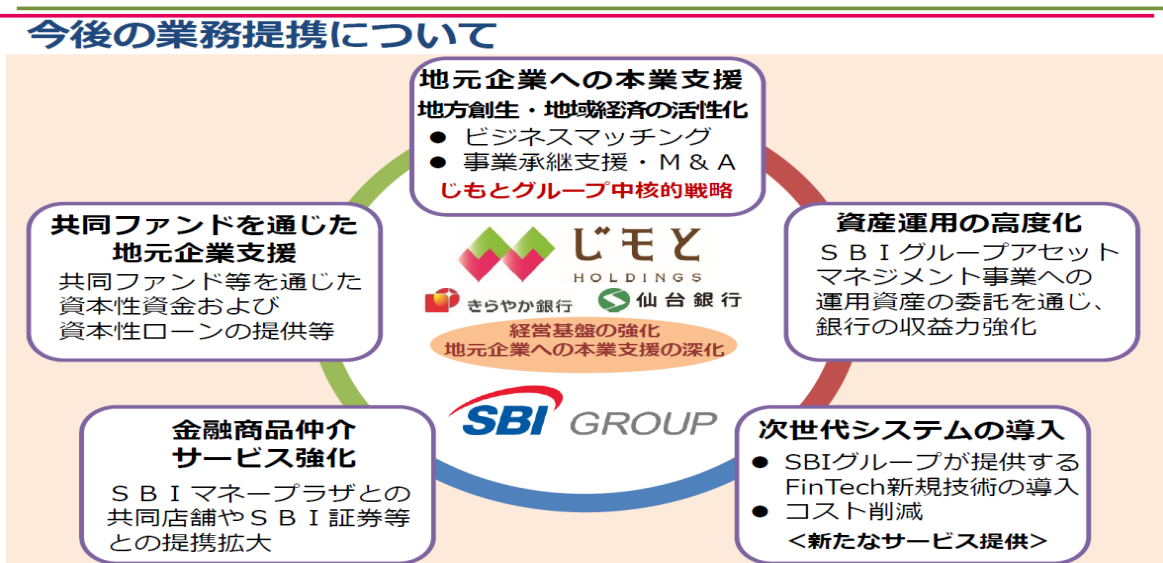 今後の業務提携について
地元企業への本業支援
地方創生・地域経済の活性化
● ビジネスマッチング
● 事業承継支援・Ｍ＆Ａ
じもとグループ中核的戦略
共同ファンドを通じた
地元企業支援
共同ファンド等を通じた
資本性資金および
資本性ローンの提供等
じモと
HOLDINGS
きらやか銀行
仙台銀行
経営基盤の強化
地元企業への本業支援の深化
SBI GROUP
資産運用の高度化
ＳＢＩグループアセット
マネジメント事業への
運用資産の委託を通じ、
銀行の収益力強化
金融商品仲介
サービス強化
ＳＢＩマネープラザとの
共同店舗やＳＢＩ証券等
との提携拡大
次世代システムの導入
● SBIグループが提供する
FinTech新規技術の導入
● コスト削減
＜新たなサービス提供＞